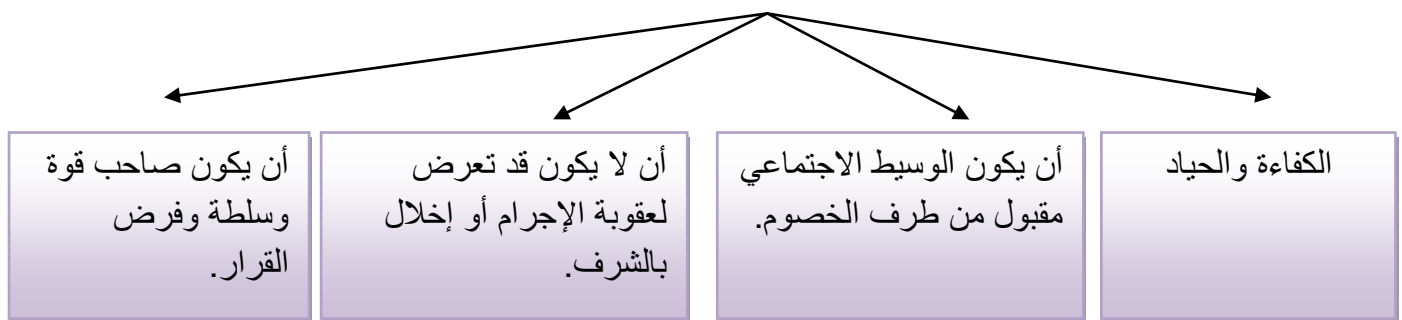 الكفاءة والحياد
أن يكون الوسيط الاجتماعي
مقبول من طرف الخصوم.
أن لا يكون قد تعرض
لعقوبة الإجرام أو إخلال
بالشرف.
أن يكون صاحب قوة
وسلطة وفرض
القرار.